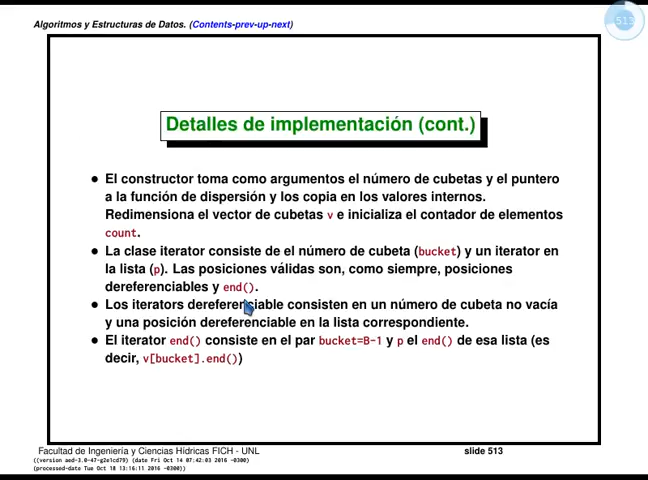 Algoritmos y Estructuras de Datos. (Contents-prev-up-next)
513
Detalles de implementación (cont.)
• El constructor toma como argumentos el número de cubetas y el puntero
a la función de dispersión y los copia en los valores internos.
Redimensiona el vector de cubetas v e inicializa el contador de elementos
count.
• La clase iterator consiste de el número de cubeta (bucket) y un iterator en
la lista (p). Las posiciones válidas son, como siempre, posiciones
dereferenciables y end().
• Los iterators dereferenciable consisten en un número de cubeta no vacía
y una posición dereferenciable en la lista correspondiente.
• El iterator end() consiste en el par bucket=B-1 y p el end() de esa lista (es
decir, v[bucket].end())
Facultad de Ingeniería y Ciencias Hídricas FICH - UNL
slide 513
((version aed-3.0-47-g2e1cd79) (date Fri Oct 14 07:42:03 2016 -0300)
(processed-date Tue Oct 18 13:16:11 2016 -0300))